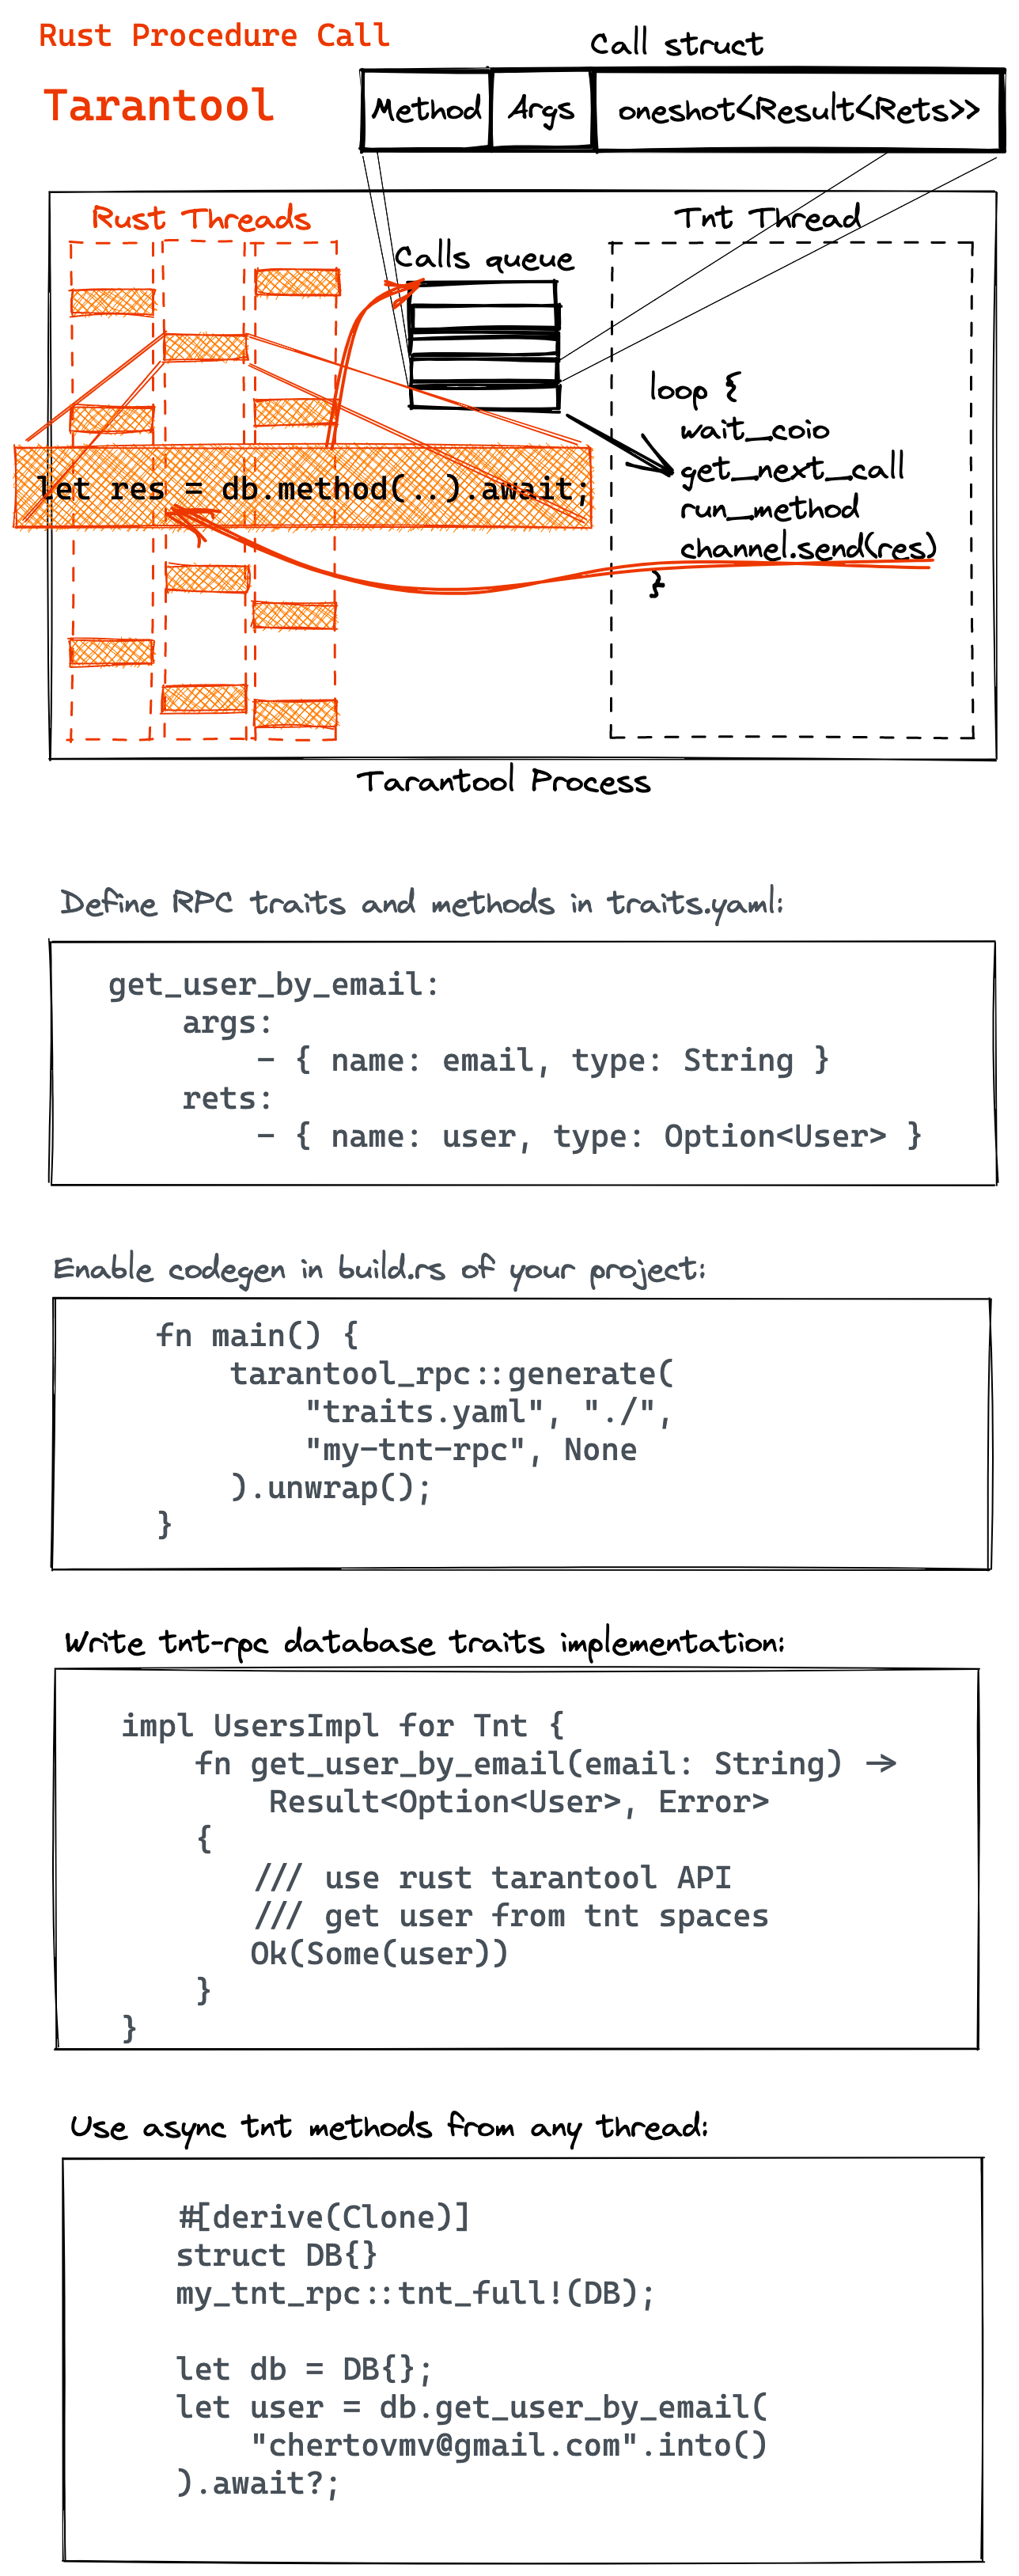 Rust Procedure Call
Call struct
Tarantool
Method Args oneshot<Result<Rets>>
Rust Threads
Tnt Thread
Calls queue
loop {
wait_coio
get_next_call
let res = db.method(..).await;
run_method
channel.send(res)
}
Tarantool Process
Define RPC traits and methods in traits.yaml:
get_user_by_email:
    args:
        - { name: email, type: String }
    rets:
        - { name: user, type: Option<User> }
Enable codegen in build.rs of your project:
fn main() {
    tarantool_rpc::generate(
        "traits.yaml", "./",
        "my-tnt-rpc", None
    ).unwrap();
}
Write tnt-rpc database traits implementation:
impl UsersImpl for Tnt {
    fn get_user_by_email(email: String) ->
        Result<Option<User>, Error>
    {
       /// use rust tarantool API
       /// get user from tnt spaces
       Ok(Some(user))
    }
}
Use async tnt methods from any thread:
#[derive(Clone)]
struct DB{}
my_tnt_rpc::tnt_full!(DB);
let db = DB{};
let user = db.get_user_by_email(
    "chertovmv@gmail.com".into()
).await?;